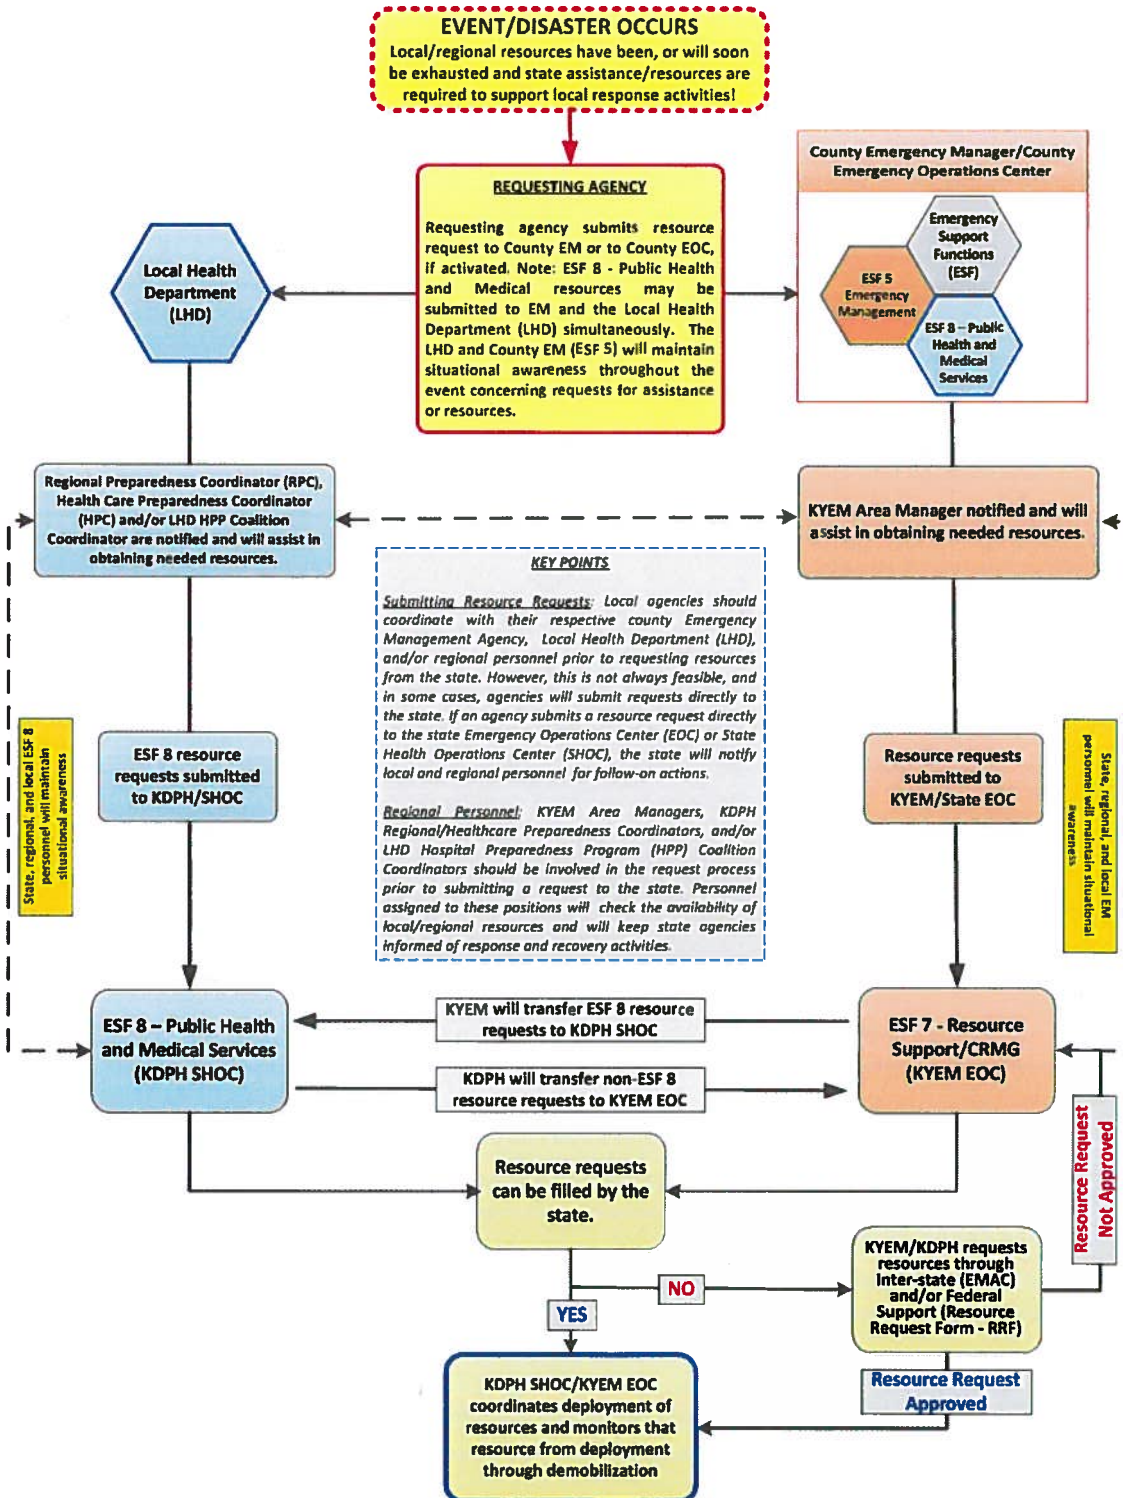 EVENT/DISASTER OCCURS
Local/regional resources have been, or will soon
be exhausted and state assistance/resources are
required to support local response activities!
REQUESTING AGENCY
Requesting agency submits resource
request to County EM or to County EOC,
if activated. Note: ESF 8 - Public Health
and Medical resources may be
submitted to EM and the Local Health
Department (LHD) simultaneously. The
LHD and County EM (ESF 5) will maintain
situational awareness throughout the
event concerning requests for assistance
or resources.
County Emergency Manager/County
Emergency Operations Center
Emergency
Support
Functions
(ESF)
ESF 5
Emergency
Management
ESF 8 – Public
Health and
Medical
Services
Local Health
Department
(LHD)
Regional Preparedness Coordinator (RPC),
Health Care Preparedness Coordinator
(HPC) and/or LHD HPP Coalition
Coordinator are notified and will assist in
obtaining needed resources.
KYEM Area Manager notified and will
assist in obtaining needed resources.
KEY POINTS
Submitting Resource Requests: Local agencies should
coordinate with their respective county Emergency
Management Agency, Local Health Department (LHD),
and/or regional personnel prior to requesting resources
from the state. However, this is not always feasible, and
in some cases, agencies will submit requests directly to
the state. If an agency submits a resource request directly
to the state Emergency Operations Center (EOC) or State
Health Operations Center (SHOC), the state will notify
local and regional personnel for follow-on actions.
Regional Personnel: KYEM Area Managers, KDPH
Regional/Healthcare Preparedness Coordinators, and/or
LHD Hospital Preparedness Program (HPP) Coalition
Coordinators should be involved in the request process
prior to submitting a request to the state. Personnel
assigned to these positions will check the availability of
local/regional resources and will keep state agencies
informed of response and recovery activities.
State, regional, and local ESF 8
personnel will maintain
situational awareness
ESF 8 resource
requests submitted
to KDPH/SHOC
Resource requests
submitted to
KYEM/State EOC
State, regional, and local EM
personnel will maintain situational
awareness
ESF 8 – Public Health
and Medical Services
(KDPH SHOC)
KYEM will transfer ESF 8 resource
requests to KDPH SHOC
KDPH will transfer non-ESF 8
resource requests to KYEM EOC
ESF 7 - Resource
Support/CRMG
(KYEM EOC)
Resource requests
can be filled by the
state.
Resource Request
Not Approved
NO
YES
KYEM/KDPH requests
resources through
Inter-state (EMAC)
and/or Federal
Support (Resource
Request Form - RRF)
Resource Request
Approved
KDPH SHOC/KYEM EOC
coordinates deployment of
resources and monitors that
resource from deployment
through demobilization